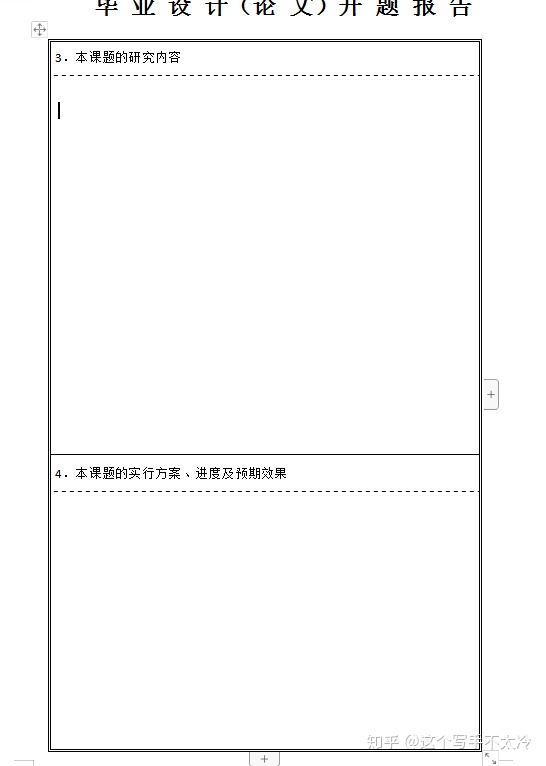 毕 业 设 计（论 文）开 题 报 告
3．本课题的研究内容
4．本课题的实行方案、进度及预期效果
知乎 @这个写手不太冷